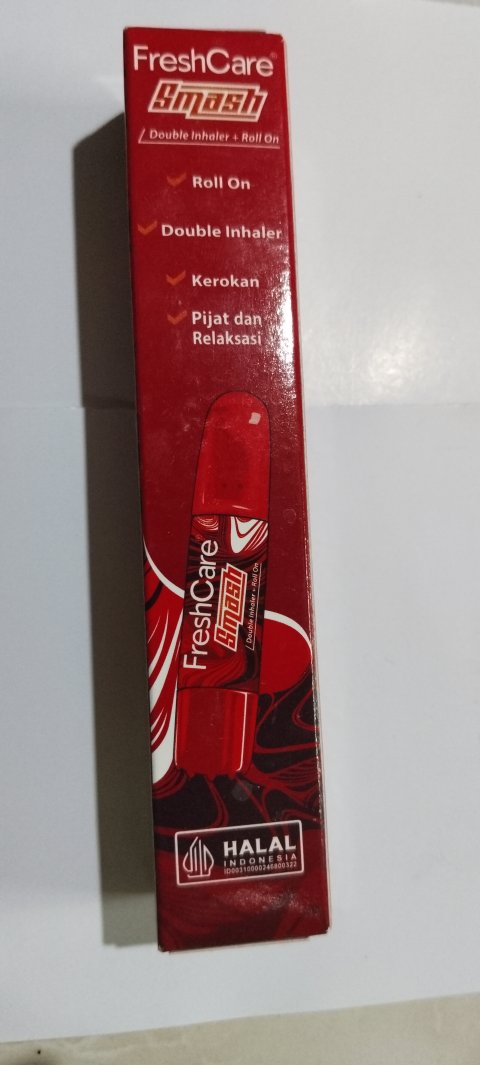 FreshCare®
Smash
Double Inhaler + Roll On
Roll On
Double Inhaler
Kerokan
Pijat dan
Relaksasi
FreshCare®
Smash
Double Inhaler + Roll On
HALAL
INDONESIA
ID00310000246800322